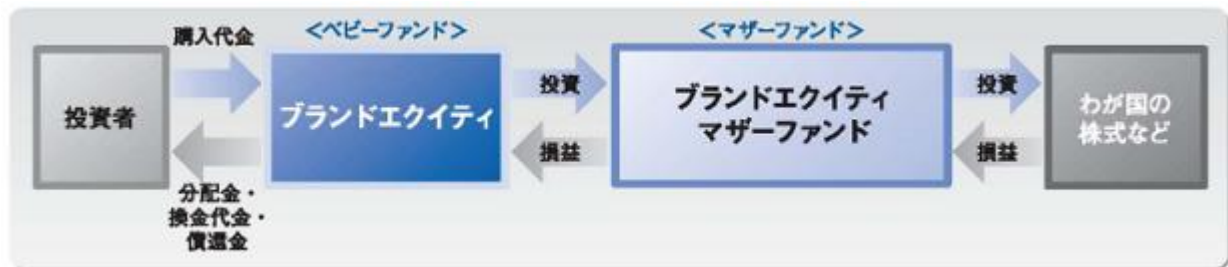 購入代金
<ベビーファンド>
<マザーファンド>
投資者
ブランドエクイティ
投資
損益
ブランドエクイティ
マザーファンド
投資
損益
わが国の
株式など
分配金・
換金代金・
償還金